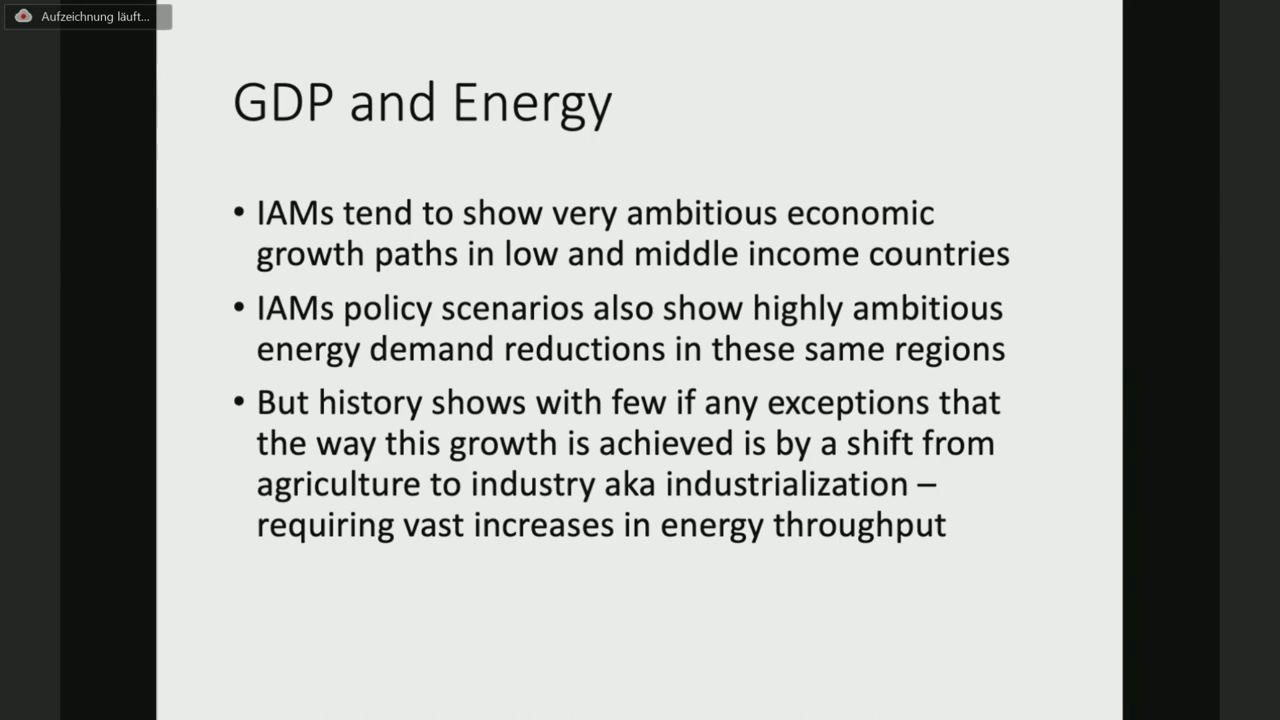 Aufzeichnung läuft...
GDP and Energy
• IAMs tend to show very ambitious economic
growth paths in low and middle income countries
• IAMs policy scenarios also show highly ambitious
energy demand reductions in these same regions
• But history shows with few if any exceptions that
the way this growth is achieved is by a shift from
agriculture to industry aka industrialization –
requiring vast increases in energy throughput